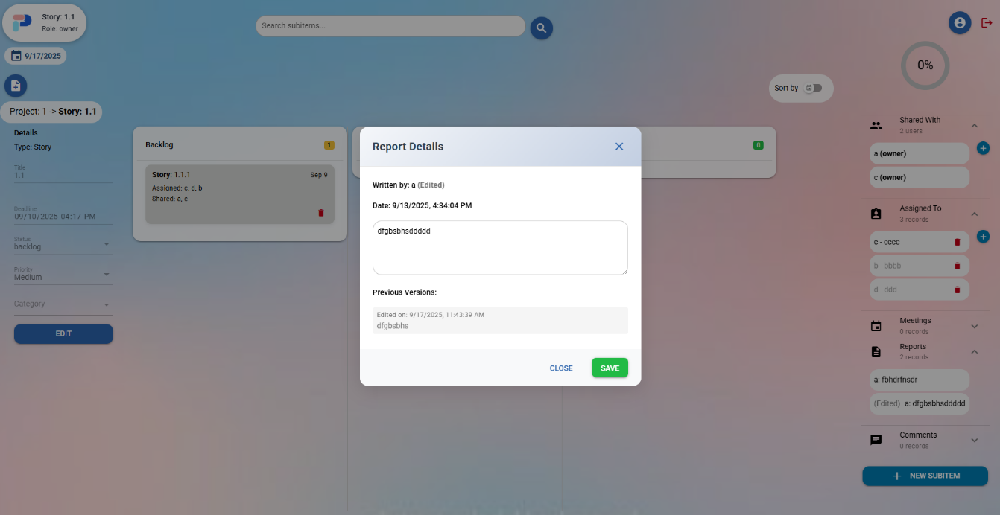 Story: 1.1
Role: owner
Search subitems...
9/17/2025
0%
Sort by
Project: 1 -> Story: 1.1
Details
Type: Story
Title
1.1
Deadline
09/10/2025 04:17 PM
Status
backlog
Priority
Medium
Category
EDIT
Backlog
1
Story: 1.1.1
Sep 9
Assigned: c, d, b
Shared: a, c
0
Report Details
Written by: a (Edited)
Date: 9/13/2025, 4:34:04 PM
dfgbsbhsddddd
Previous Versions:
Edited on: 9/17/2025, 11:43:39 AM
dfgbsbhs
CLOSE
SAVE
Shared With
2 users
a (owner)
c (owner)
Assigned To
3 records
c - cccc
b - bbbb
d - ddd
Meetings
0 records
Reports
2 records
a: fbhdrfnsdr
(Edited) a: dfgbsbhsddddd
Comments
0 records
NEW SUBITEM